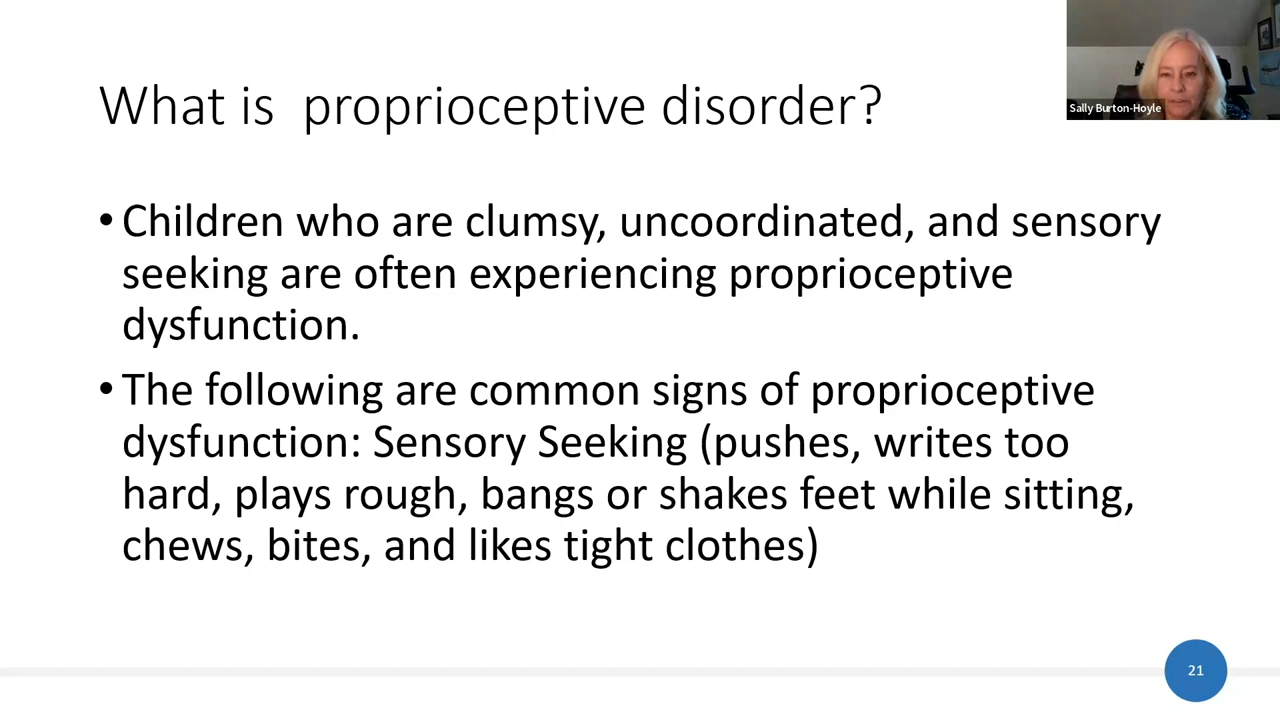 Sally Burton-Hoyle
What is  proprioceptive disorder?
• Children who are clumsy, uncoordinated, and sensory
seeking are often experiencing proprioceptive
dysfunction.
• The following are common signs of proprioceptive
dysfunction: Sensory Seeking (pushes, writes too
hard, plays rough, bangs or shakes feet while sitting,
chews, bites, and likes tight clothes)
21